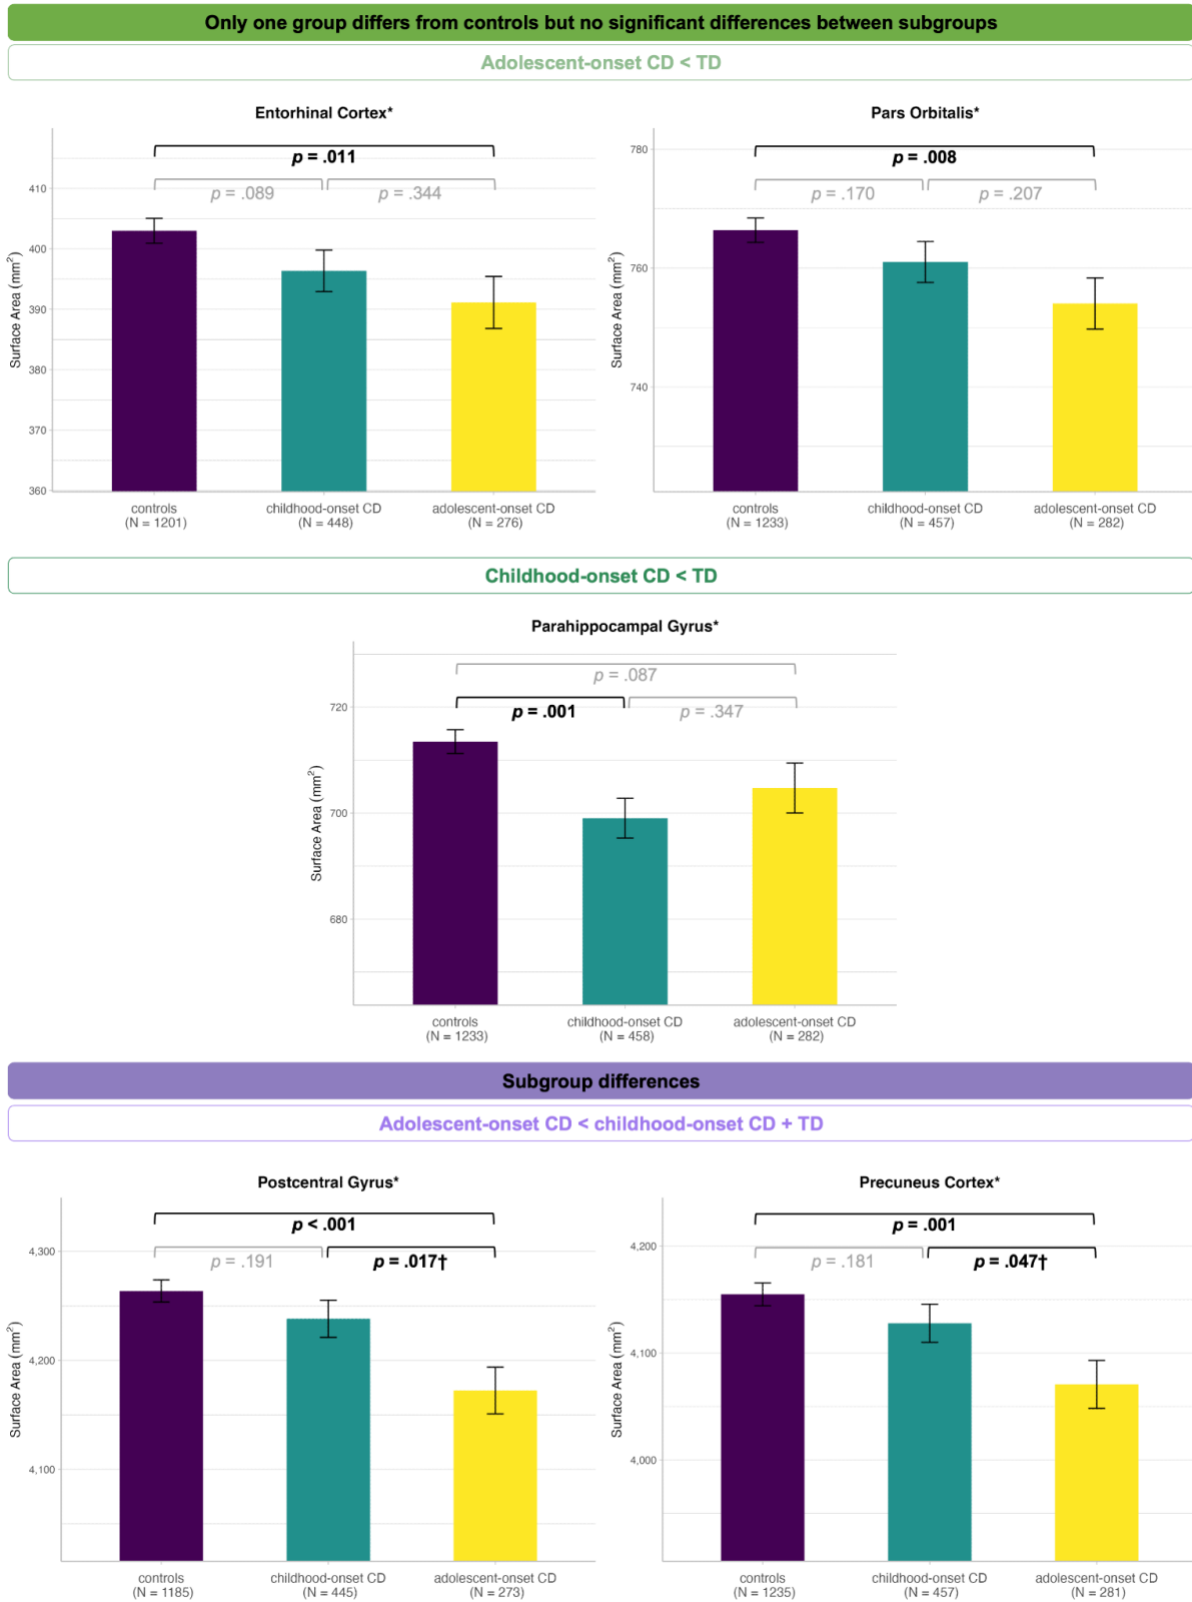 Only one group differs from controls but no significant differences between subgroups
Adolescent-onset CD < TD
Entorhinal Cortex*
p = .011
p = .089
p = .344
410
400
390
380
370
360
Surface Area (mm²)
controls
(N = 1201)
childhood-onset CD
(N = 448)
adolescent-onset CD
(N = 276)
Pars Orbitalis*
p = .008
p = .170
p = .207
780
760
740
Surface Area (mm²)
controls
(N = 1233)
childhood-onset CD
(N = 457)
adolescent-onset CD
(N = 282)
Childhood-onset CD < TD
Parahippocampal Gyrus*
p = .087
p = .001
p = .347
720
700
680
Surface Area (mm²)
controls
(N = 1233)
childhood-onset CD
(N = 458)
adolescent-onset CD
(N = 282)
Subgroup differences
Adolescent-onset CD < childhood-onset CD + TD
Postcentral Gyrus*
p < .001
p = .191
p = .017†
4,300
4,200
4,100
Surface Area (mm²)
controls
(N = 1185)
childhood-onset CD
(N = 445)
adolescent-onset CD
(N = 273)
Precuneus Cortex*
p = .001
p = .181
p = .047†
4,200
4,100
4,000
Surface Area (mm²)
controls
(N = 1235)
childhood-onset CD
(N = 457)
adolescent-onset CD
(N = 281)